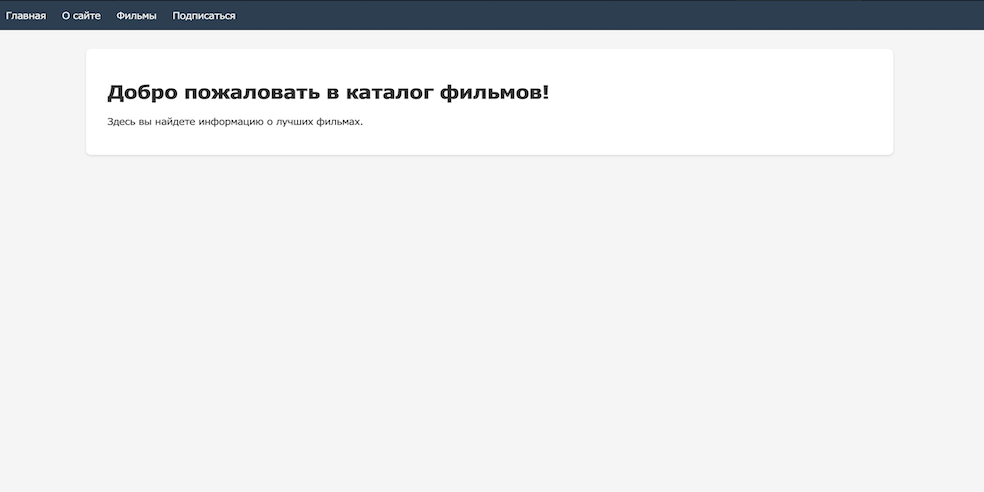 Главная О сайте Фильмы Подписаться
Добро пожаловать в каталог фильмов!
Здесь вы найдете информацию о лучших фильмах.